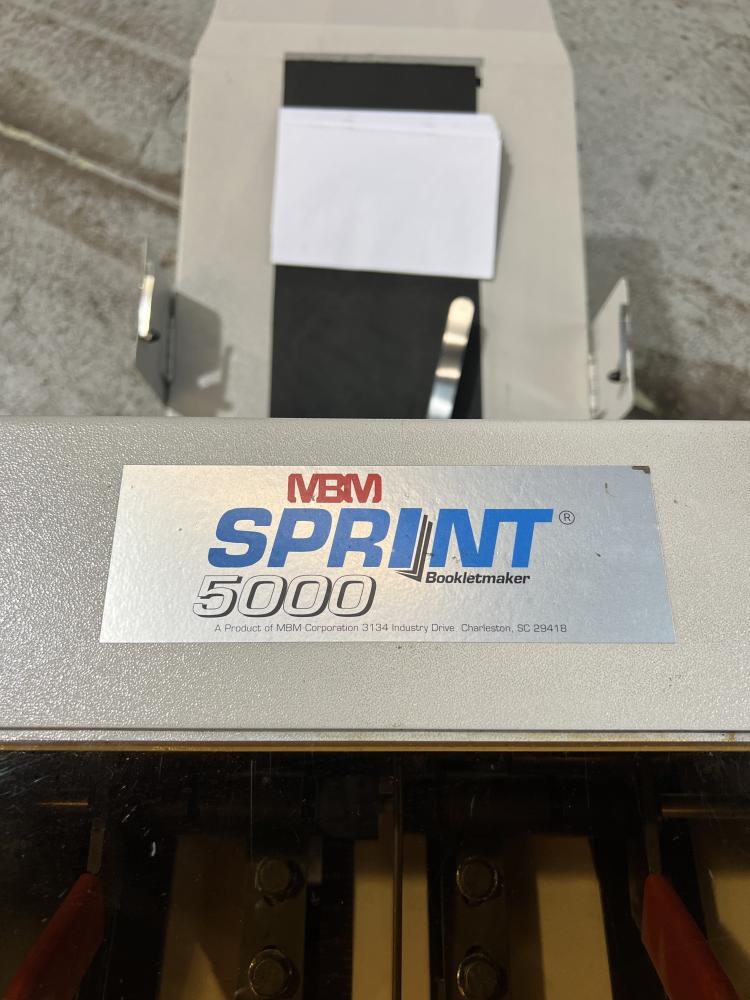 MBM
SPRINT®
Bookletmaker
5000
A Product of MBM Corporation 3134 Industry Drive Charleston, SC 29418